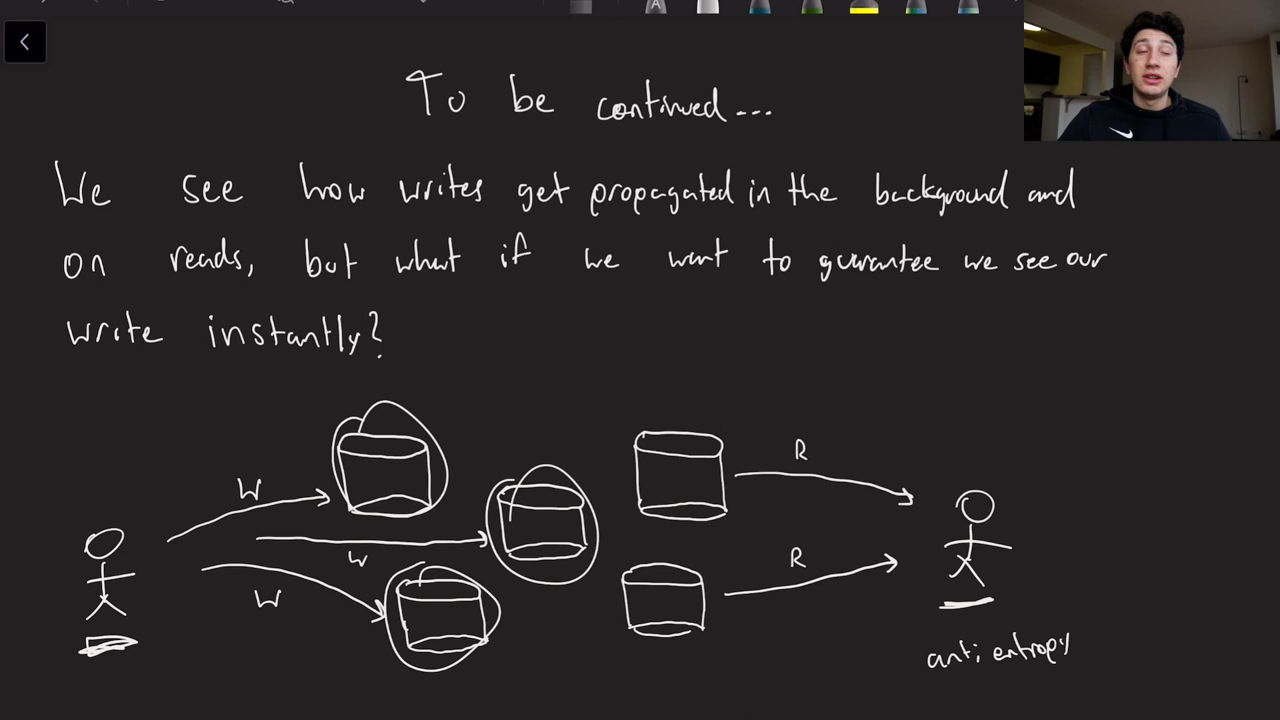 To be continued...
We see how writes get propagated in the background and
on reads, but what if we want to guarantee we see our
write instantly?
W
W
W
R
R
anti entropy